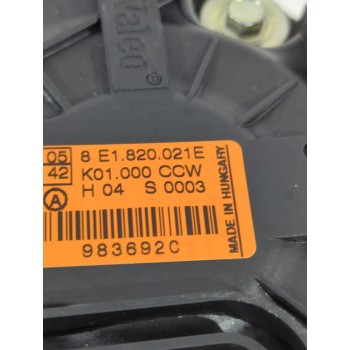 Valeo
05 8 E1.820.021E
42 K01.000 CCW
A H 04 S 0003
983692C
MADE IN HUNGARY